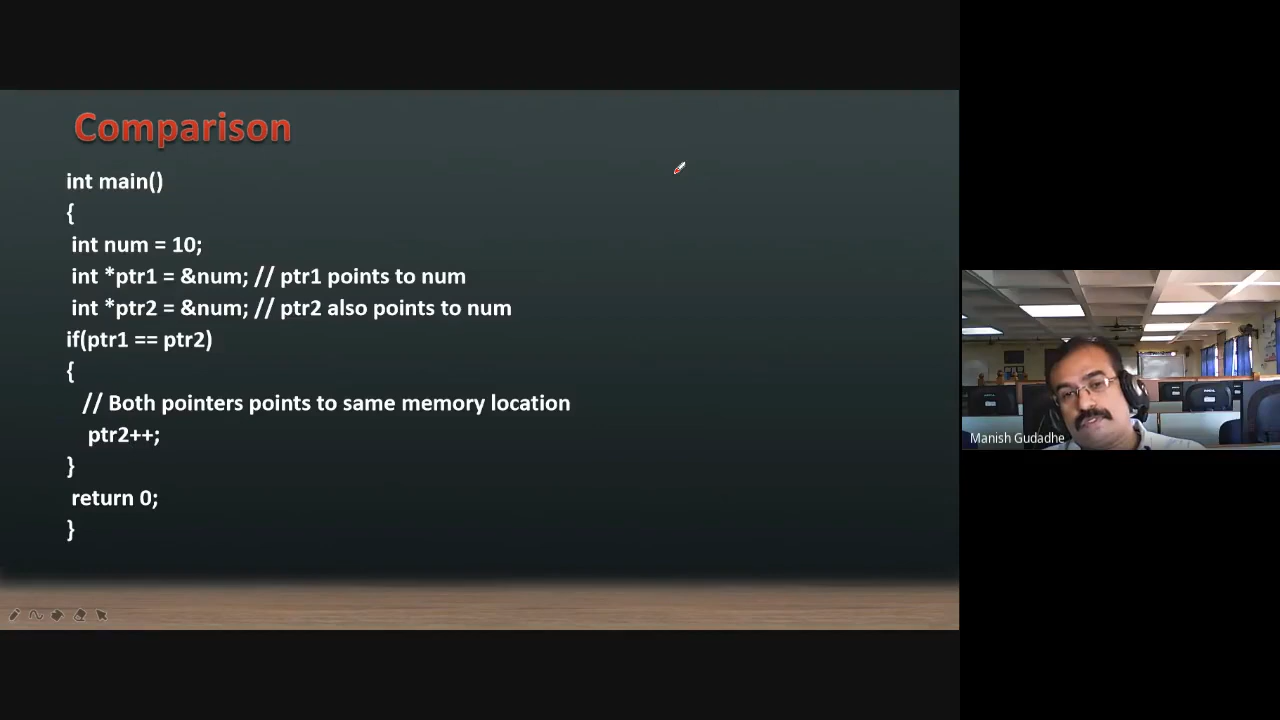 Comparison
int main()
{
int num = 10;
int *ptr1 = &num; // ptr1 points to num
int *ptr2 = &num; // ptr2 also points to num
if(ptr1 == ptr2)
{
// Both pointers points to same memory location
ptr2++;
}
return 0;
}
Manish Gudadhe